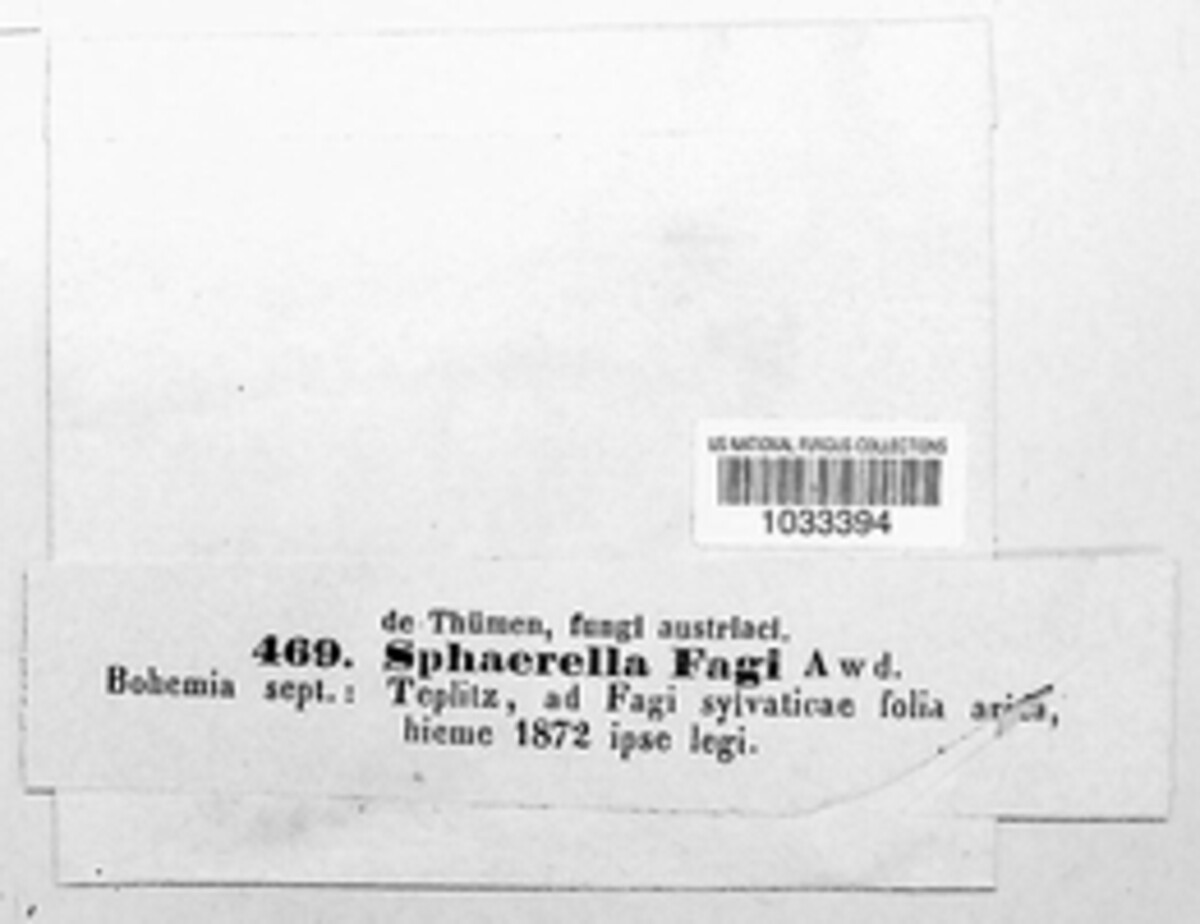 US NATIONAL FUNGUS COLLECTIONS
1033394
de Thümen, fungi austriaci.
469. Sphaerella Fagi Awd.
Bohemia sept.: Teplitz, ad Fagi sylvaticae folia
hieme 1872 ipse legi.